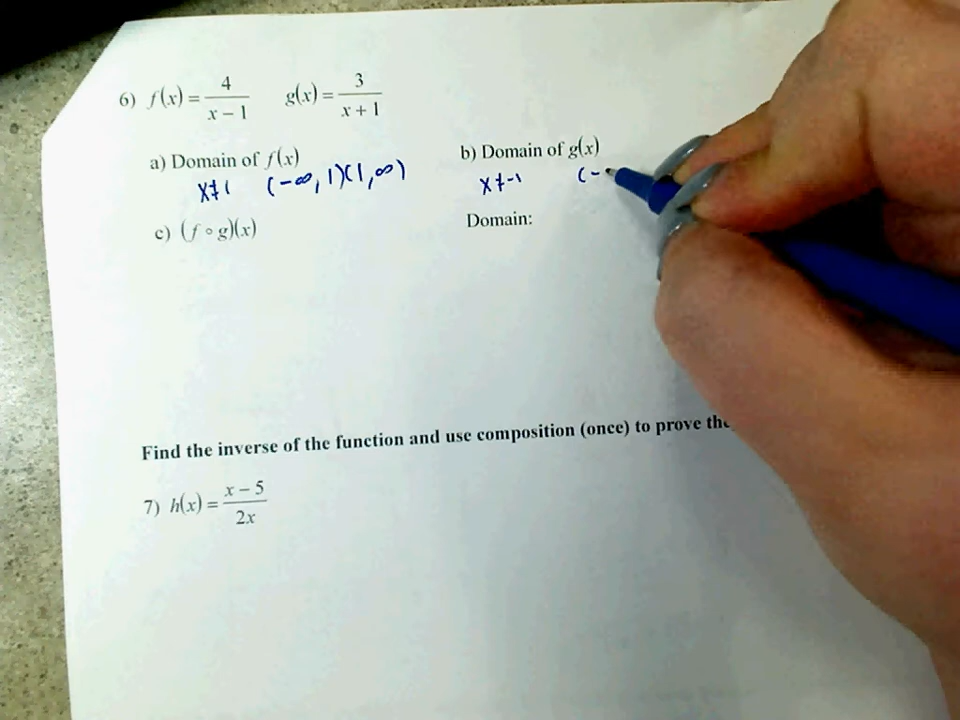 6) f(x) = 4/(x − 1) g(x) = 3/(x + 1)
a) Domain of f(x) b) Domain of g(x)
x≠1 (-∞, 1)(1, ∞) x≠-1 (-
c) (f ∘ g)(x) Domain:
Find the inverse of the function and use composition (once) to prove
7) h(x) = (x − 5)/(2x)